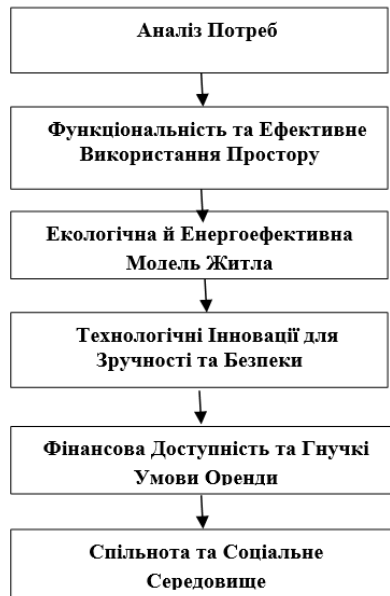 Аналіз Потреб
Функціональність та Ефективне
Використання Простору
Екологічна й Енергоефективна
Модель Житла
Технологічні Інновації для
Зручності та Безпеки
Фінансова Доступність та Гнучкі
Умови Оренди
Спільнота та Соціальне
Середовище